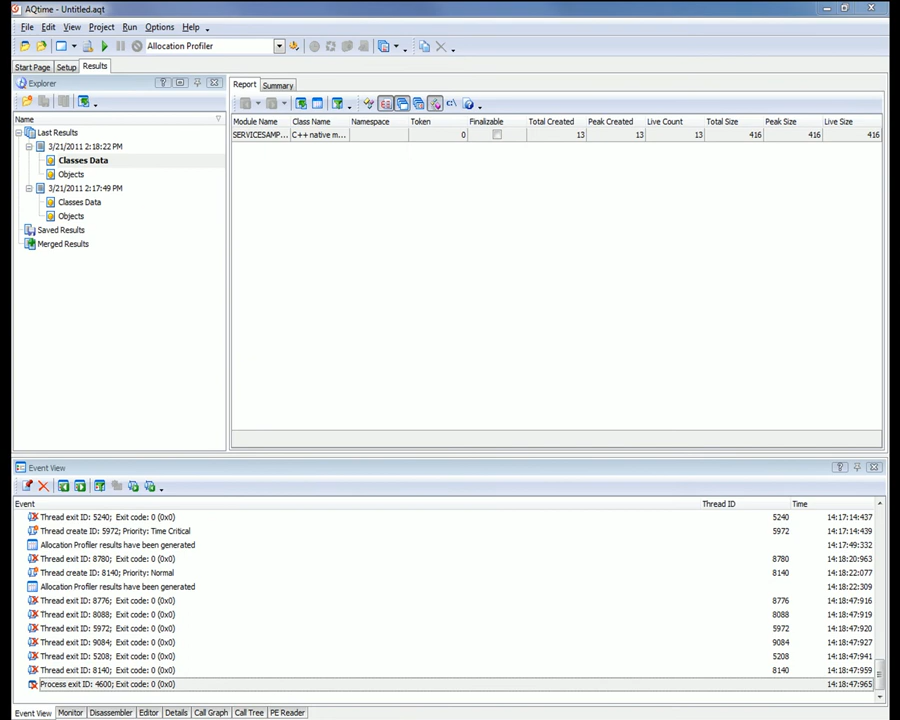 AQtime - Untitled.aqt
File Edit View Project Run Options Help
Allocation Profiler
Start Page Setup Results
Explorer
Name
Last Results
3/21/2011 2:18:22 PM
Classes Data
Objects
3/21/2011 2:17:49 PM
Classes Data
Objects
Saved Results
Merged Results
Report Summary
Module Name Class Name Namespace Token Finalizable Total Created Peak Created Live Count Total Size Peak Size Live Size
SERVICESAMP... C++ native m... 0 13 13 13 416 416 416
Event View
Event Thread ID Time
Thread exit ID: 5240; Exit code: 0 (0x0) 5240 14:17:14:437
Thread create ID: 5972; Priority: Time Critical 5972 14:17:14:439
Allocation Profiler results have been generated 14:17:49:332
Thread exit ID: 8780; Exit code: 0 (0x0) 8780 14:18:20:963
Thread create ID: 8140; Priority: Normal 8140 14:18:22:077
Allocation Profiler results have been generated 14:18:22:309
Thread exit ID: 8776; Exit code: 0 (0x0) 8776 14:18:47:916
Thread exit ID: 8088; Exit code: 0 (0x0) 8088 14:18:47:919
Thread exit ID: 5972; Exit code: 0 (0x0) 5972 14:18:47:920
Thread exit ID: 9084; Exit code: 0 (0x0) 9084 14:18:47:927
Thread exit ID: 5208; Exit code: 0 (0x0) 5208 14:18:47:941
Thread exit ID: 8140; Exit code: 0 (0x0) 8140 14:18:47:959
Process exit ID: 4600; Exit code: 0 (0x0) 14:18:47:965
Event View Monitor Disassembler Editor Details Call Graph Call Tree PE Reader